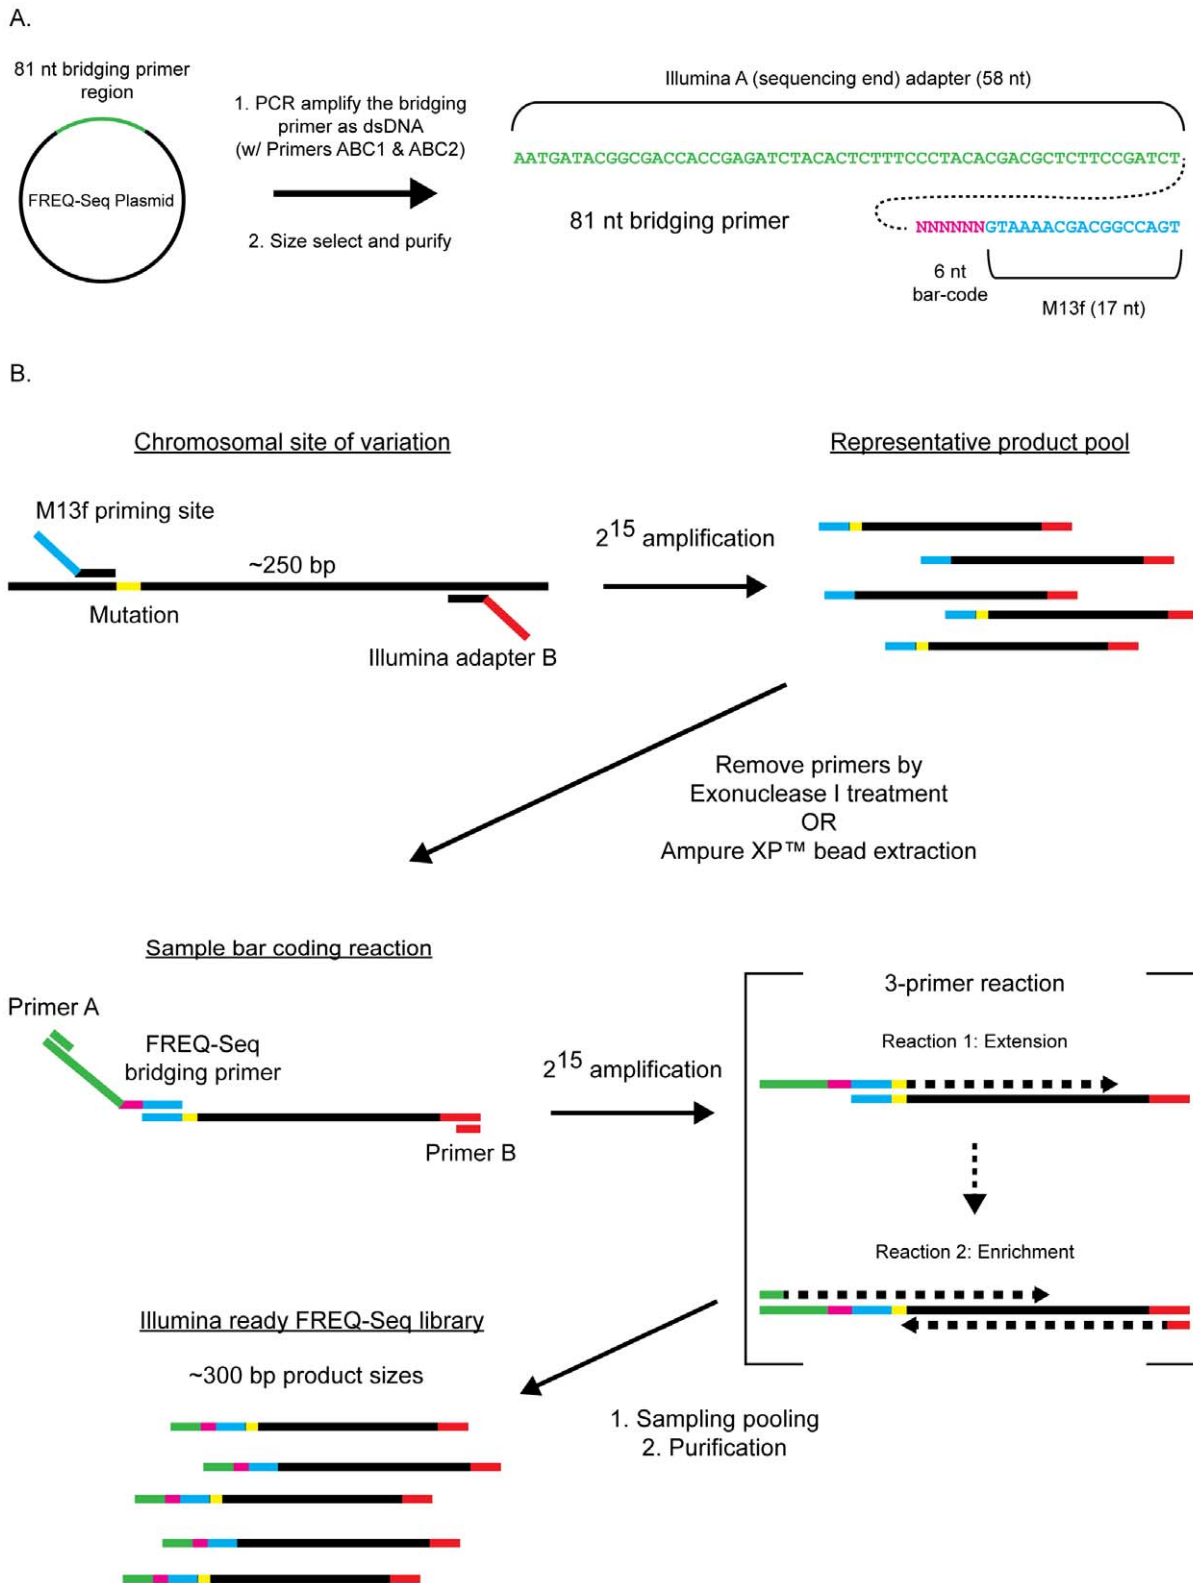 A.
81 nt bridging primer
region
FREQ-Seq Plasmid
1. PCR amplify the bridging
primer as dsDNA
(w/ Primers ABC1 & ABC2)
2. Size select and purify
Illumina A (sequencing end) adapter (58 nt)
AATGATACGGCGACCACCGAGATCTACACTCTTTCCCTACACGACGCTCTTCCGATCT
81 nt bridging primer
NNNNNNGTAAAACGACGGCCAGT
6 nt
bar-code
M13f (17 nt)
B.
Chromosomal site of variation
M13f priming site
~250 bp
Mutation
Illumina adapter B
2^15 amplification
Representative product pool
Remove primers by
Exonuclease I treatment
OR
Ampure XP™ bead extraction
Sample bar coding reaction
Primer A
FREQ-Seq
bridging primer
Primer B
2^15 amplification
3-primer reaction
Reaction 1: Extension
Reaction 2: Enrichment
Illumina ready FREQ-Seq library
~300 bp product sizes
1. Sampling pooling
2. Purification